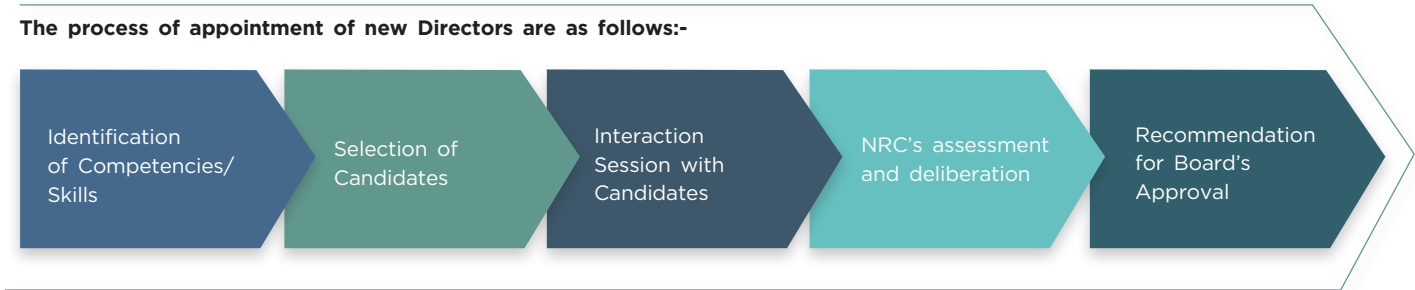 The process of appointment of new Directors are as follows:-
Identification
of Competencies/
Skills
Selection of
Candidates
Interaction
Session with
Candidates
NRC's assessment
and deliberation
Recommendation
for Board's
Approval